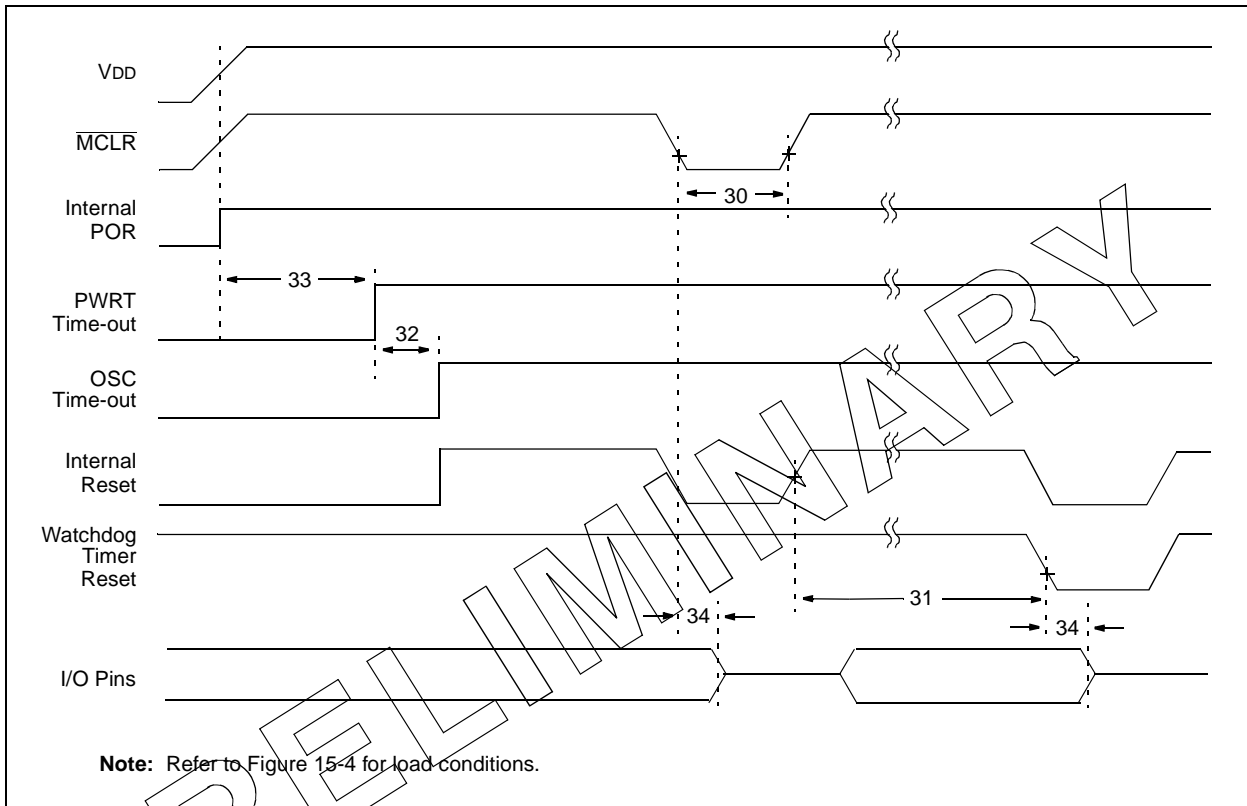 VDD
MCLR
30
Internal
POR
33
PWRT
Time-out
32
OSC
Time-out
Internal
Reset
Watchdog
Timer
Reset
31
34
34
I/O Pins
Note: Refer to Figure 15-4 for load conditions.
PRELIMINARY